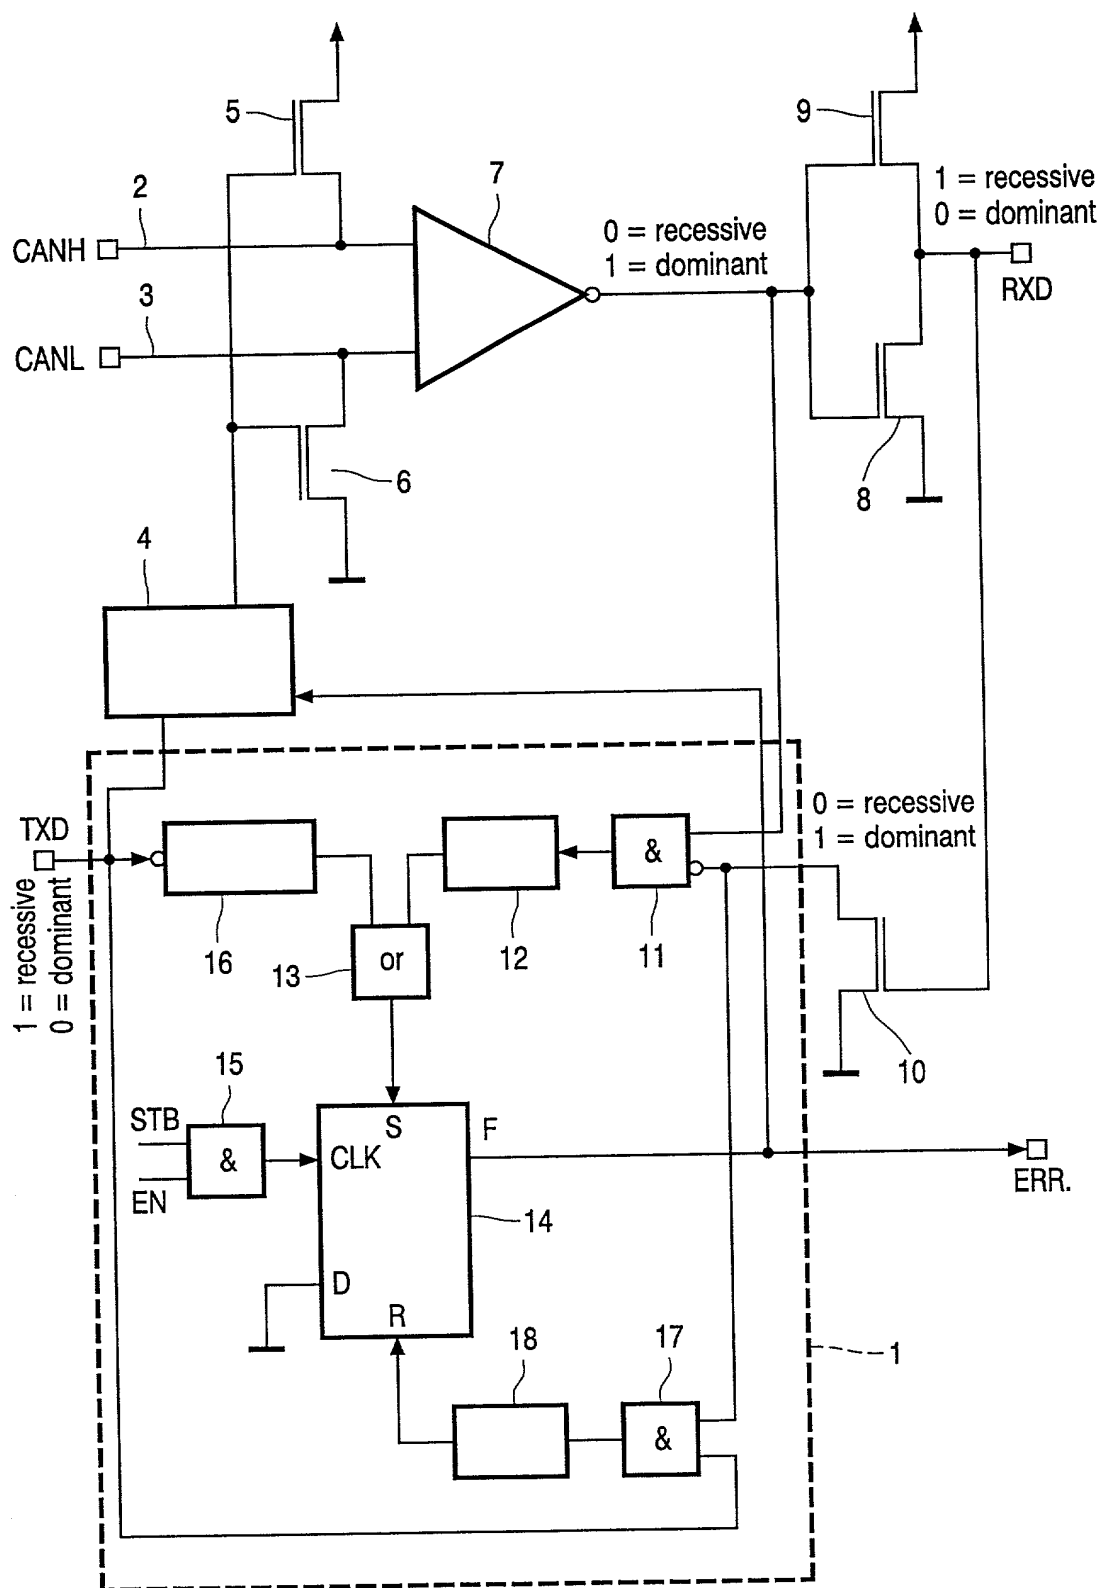 5
9
2
7
1 = recessive
0 = dominant
CANH
0 = recessive
1 = dominant
RXD
3
CANL
6
8
4
TXD
0 = recessive
1 = dominant
&
1 = recessive
0 = dominant
16
13
or
12
11
10
15
STB
&
EN
S
CLK
F
ERR.
14
D
R
18
17
1
&